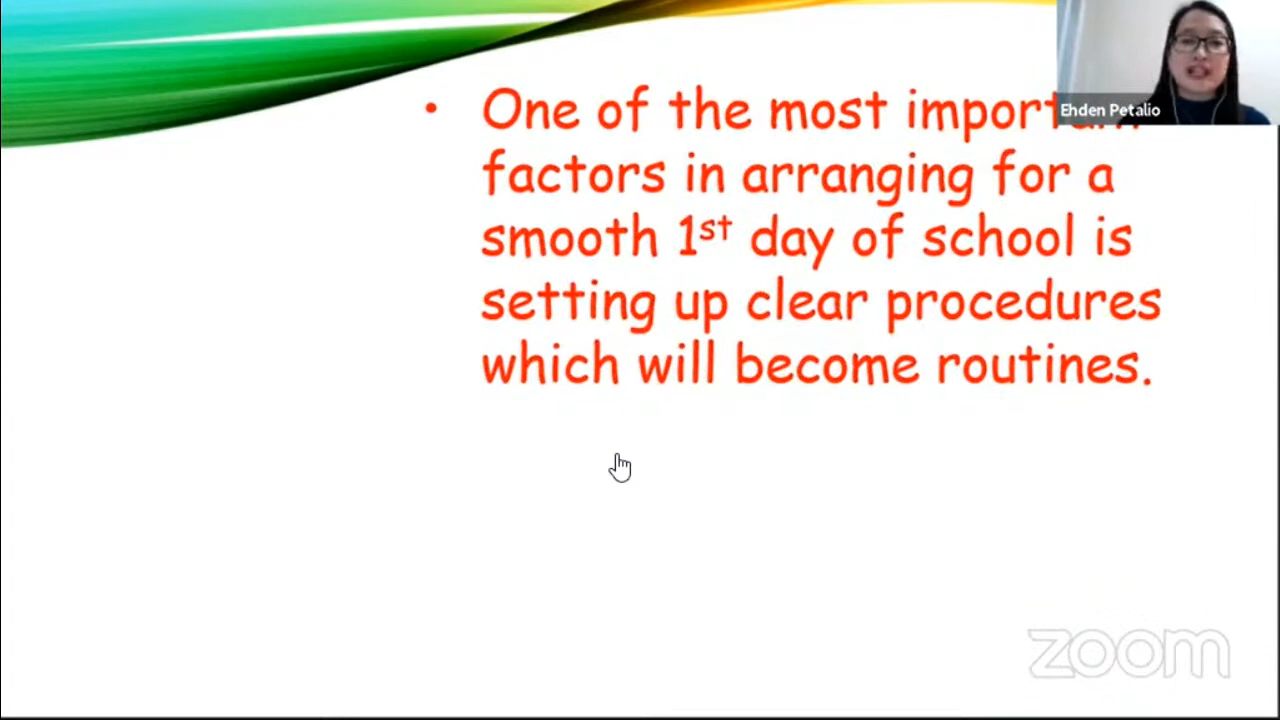 • One of the most
factors in arranging for a
smooth 1st day of school is
setting up clear procedures
which will become routines.
Ehden Petalio
zoom